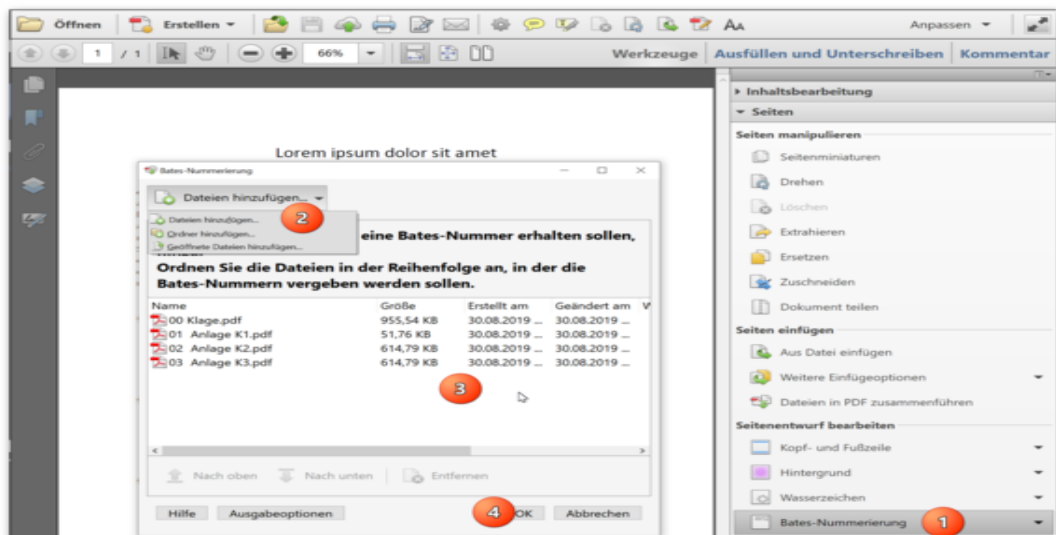 Öffnen Erstellen Anpassen
1 / 1 66% Werkzeuge Ausfüllen und Unterschreiben Kommentar
Inhaltsbearbeitung
Seiten
Seiten manipulieren
Seitenminiaturen
Drehen
Löschen
Extrahieren
Ersetzen
Zuschneiden
Dokument teilen
Seiten einfügen
Aus Datei einfügen
Weitere Einfügeoptionen
Dateien in PDF zusammenführen
Seitenentwurf bearbeiten
Kopf- und Fußzeile
Hintergrund
Wasserzeichen
Bates-Nummerierung 1
Lorem ipsum dolor sit amet
Bates-Nummerierung
Dateien hinzufügen...
Dateien hinzufügen... 2
Ordner hinzufügen...
Geöffnete Dateien hinzufügen...
eine Bates-Nummer erhalten sollen,
Ordnen Sie die Dateien in der Reihenfolge an, in der die
Bates-Nummern vergeben werden sollen.
Name Größe Erstellt am Geändert am
00 Klage.pdf 955,54 KB 30.08.2019 ... 30.08.2019 ...
01 Anlage K1.pdf 51,76 KB 30.08.2019 ... 30.08.2019 ...
02 Anlage K2.pdf 614,79 KB 30.08.2019 ... 30.08.2019 ...
03 Anlage K3.pdf 614,79 KB 30.08.2019 ... 30.08.2019 ...
3
Nach oben Nach unten Entfernen
Hilfe Ausgabeoptionen 4 OK Abbrechen